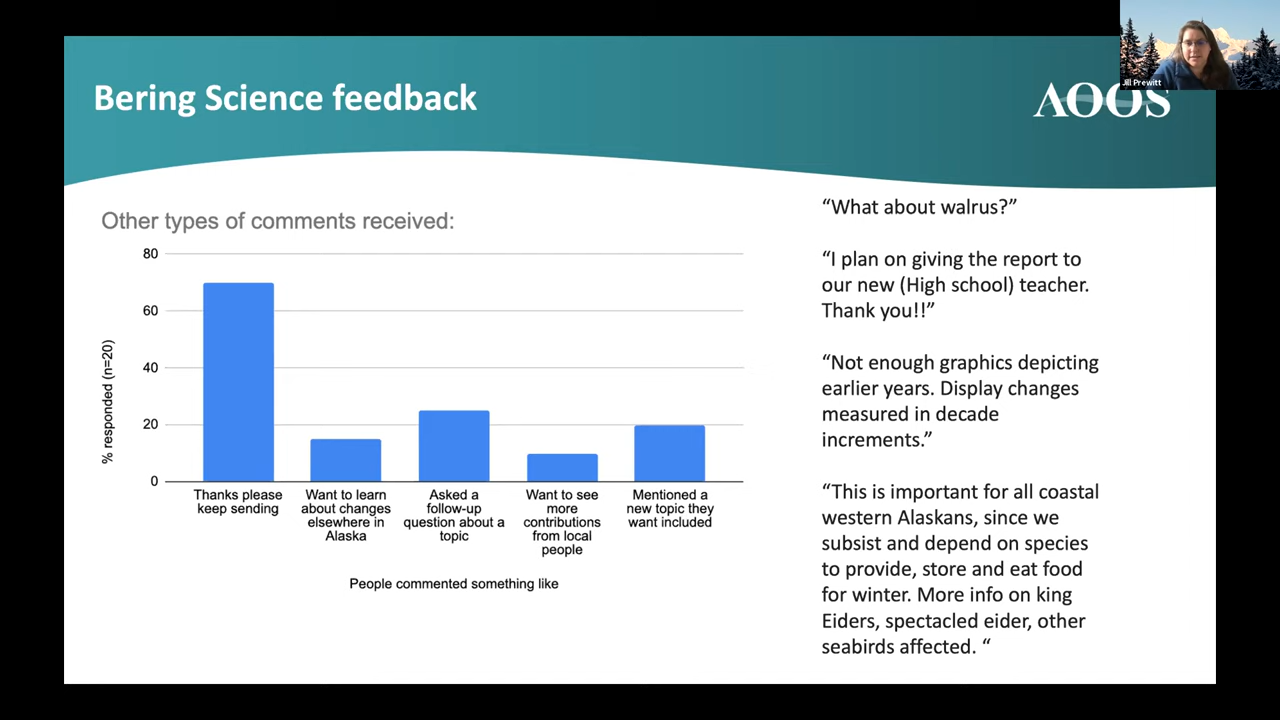 Jill Prewitt
Bering Science feedback
AOOS
Other types of comments received:
80
60
40
20
0
% responded (n=20)
Thanks please
keep sending
Want to learn
about changes
elsewhere in
Alaska
Asked a
follow-up
question about a
topic
Want to see
more
contributions
from local
people
Mentioned a
new topic they
want included
People commented something like
“What about walrus?”
“I plan on giving the report to
our new (High school) teacher.
Thank you!!”
“Not enough graphics depicting
earlier years. Display changes
measured in decade
increments.”
“This is important for all coastal
western Alaskans, since we
subsist and depend on species
to provide, store and eat food
for winter. More info on king
Eiders, spectacled eider, other
seabirds affected. “